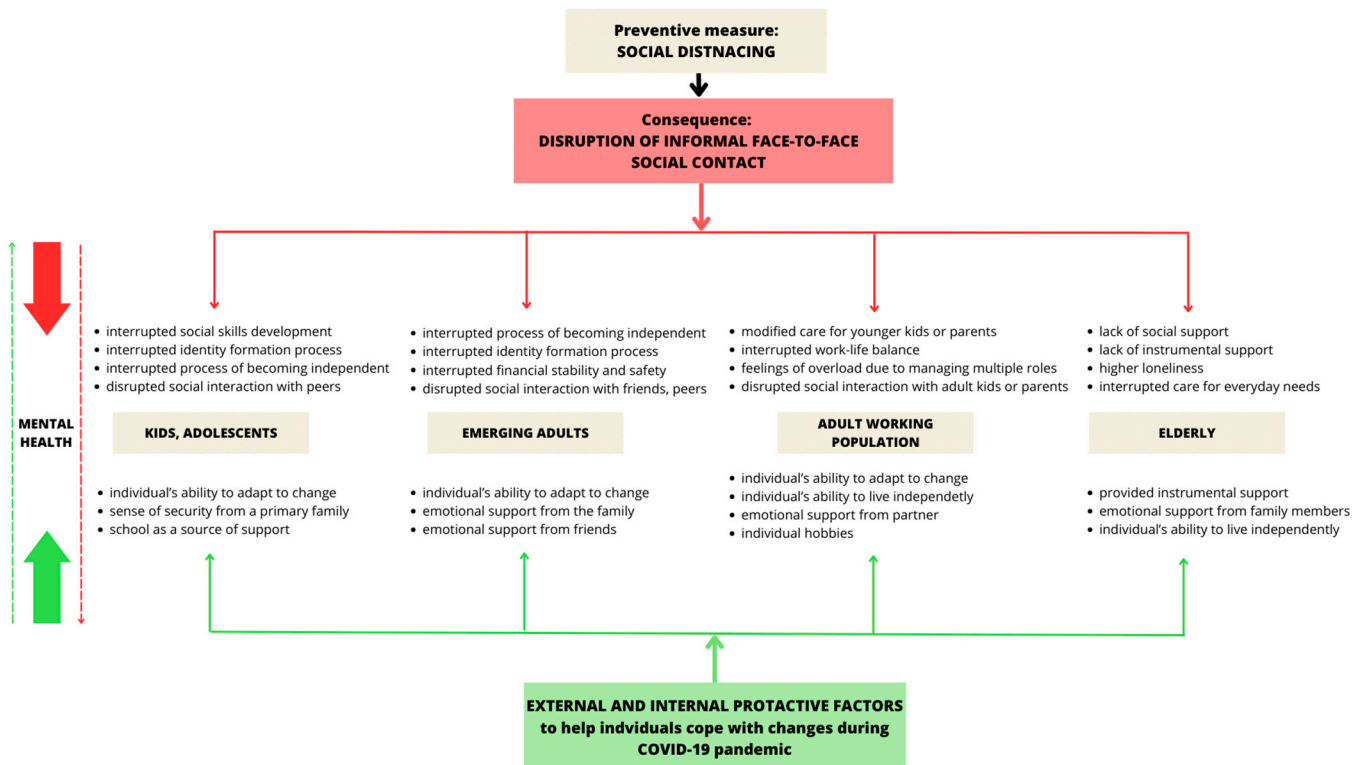 Preventive measure:
SOCIAL DISTNACING
Consequence:
DISRUPTION OF INFORMAL FACE-TO-FACE
SOCIAL CONTACT
• interrupted social skills development
• interrupted identity formation process
• interrupted process of becoming independent
• disrupted social interaction with peers
• interrupted process of becoming independent
• interrupted identity formation process
• interrupted financial stability and safety
• disrupted social interaction with friends, peers
• modified care for younger kids or parents
• interrupted work-life balance
• feelings of overload due to managing multiple roles
• disrupted social interaction with adult kids or parents
• lack of social support
• lack of instrumental support
• higher loneliness
• interrupted care for everyday needs
MENTAL
HEALTH
KIDS, ADOLESCENTS
EMERGING ADULTS
ADULT WORKING
POPULATION
ELDERLY
• individual's ability to adapt to change
• sense of security from a primary family
• school as a source of support
• individual's ability to adapt to change
• emotional support from the family
• emotional support from friends
• individual's ability to adapt to change
• individual's ability to live independetly
• emotional support from partner
• individual hobbies
• provided instrumental support
• emotional support from family members
• individual's ability to live independently
EXTERNAL AND INTERNAL PROTACTIVE FACTORS
to help indviduals cope with changes during
COVID-19 pandemic